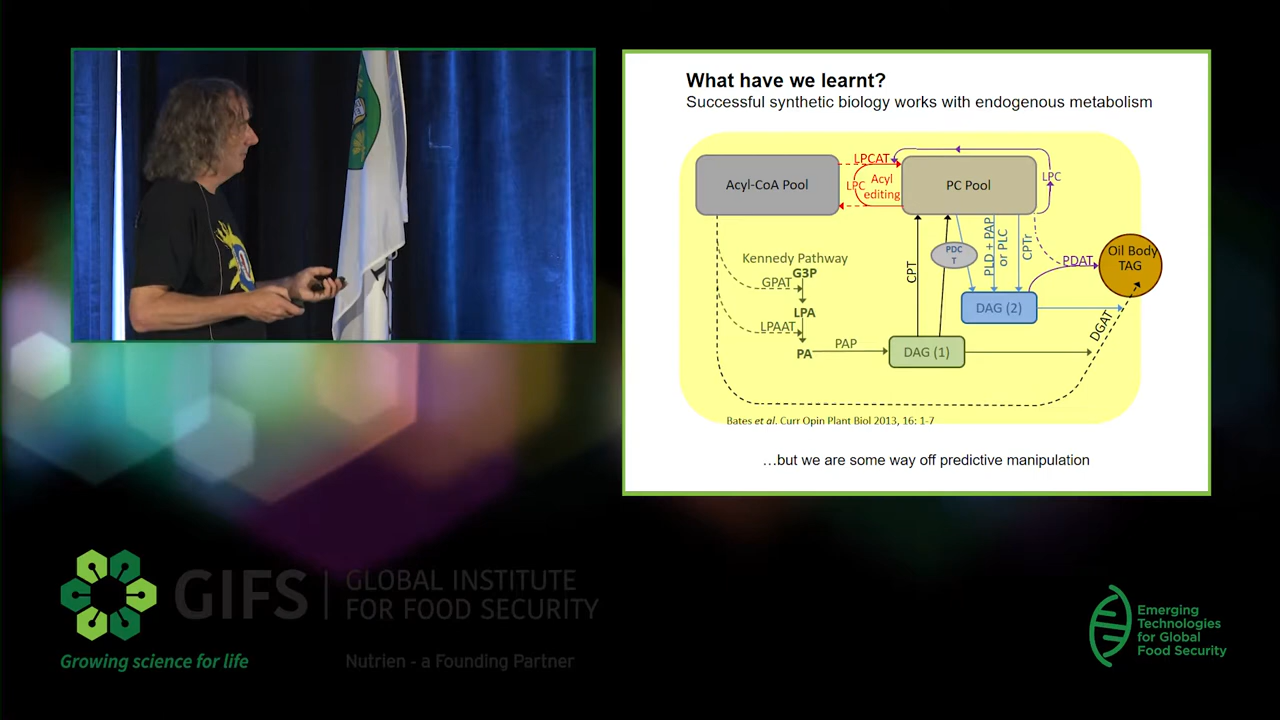 What have we learnt?
Successful synthetic biology works with endogenous metabolism
LPCAT
Acyl-CoA Pool
LPC
Acyl
editing
PC Pool
LPC
Kennedy Pathway
G3P
GPAT
LPA
LPAAT
PA
PAP
CPT
PDC
T
PLD + PAP
or PLC
CPTr
PDAT
Oil Body
TAG
DAG (2)
DAG (1)
DGAT
Bates et al. Curr Opin Plant Biol 2013, 16: 1-7
...but we are some way off predictive manipulation
GIFS
GLOBAL INSTITUTE
FOR FOOD SECURITY
Growing science for life
Nutrien - a Founding Partner
Emerging
Technologies
for Global
Food Security